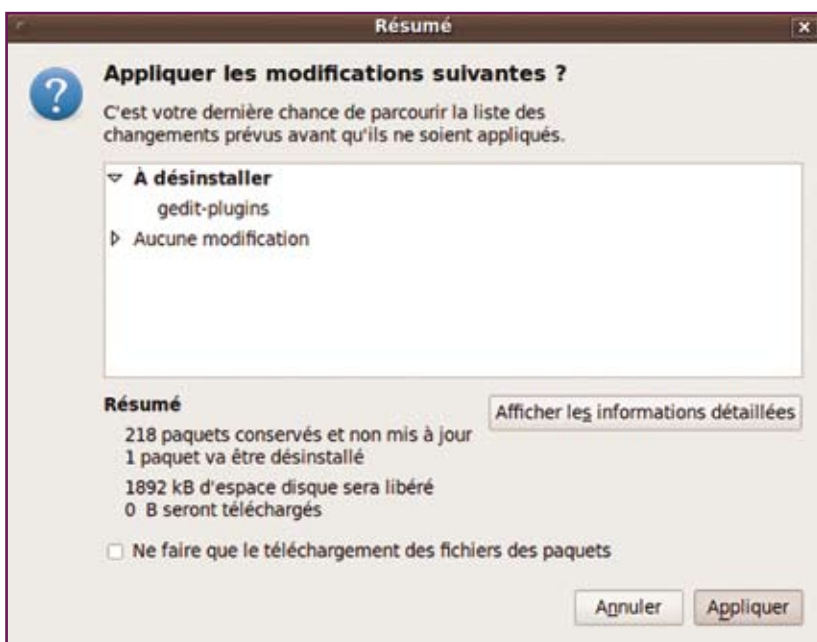 Résumé
Appliquer les modifications suivantes ?
C'est votre dernière chance de parcourir la liste des
changements prévus avant qu'ils ne soient appliqués.
À désinstaller
gedit-plugins
Aucune modification
Résumé
Afficher les informations détaillées
218 paquets conservés et non mis à jour
1 paquet va être désinstallé
1892 kB d'espace disque sera libéré
0 B seront téléchargés
Ne faire que le téléchargement des fichiers des paquets
Annuler
Appliquer